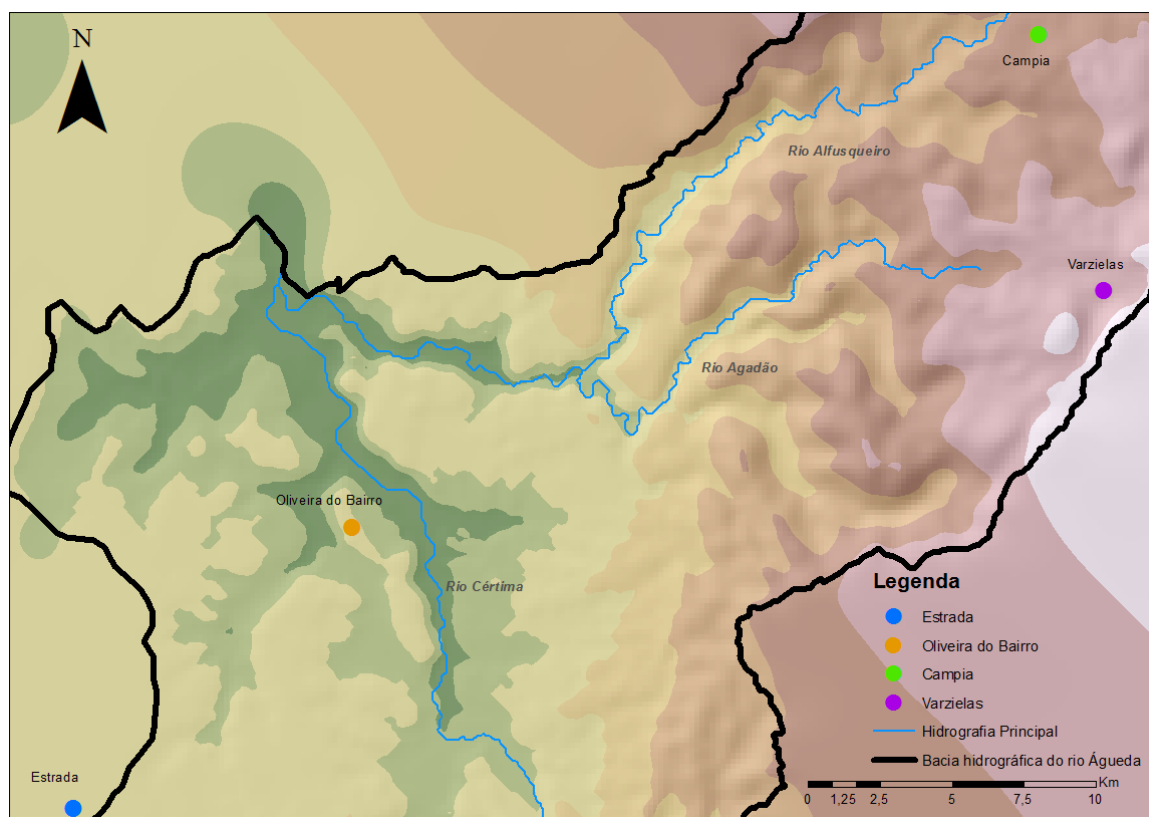 N
Campia
Rio Alfusqueiro
Varzielas
Rio Agadão
Oliveira do Bairro
Rio Cértima
Estrada
Legenda
Estrada
Oliveira do Bairro
Campia
Varzielas
Hidrografia Principal
Bacia hidrográfica do rio Águeda
Km
0 1,25 2,5 5 7,5 10